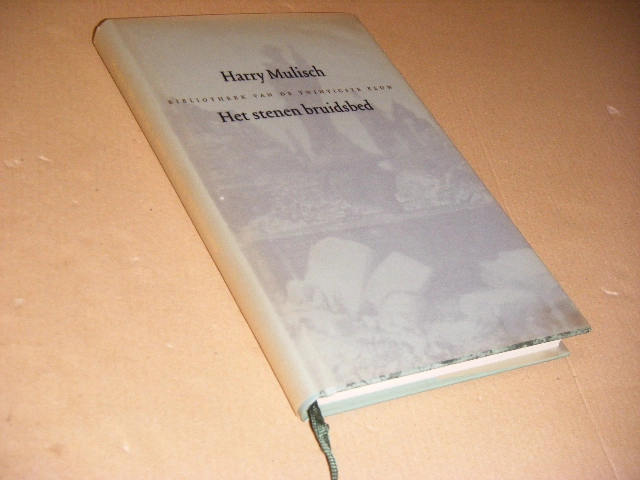 Harry Mulisch
BIBLIOTHEEK VAN DE TWINTIGSTE EEUW
Het stenen bruidsbed